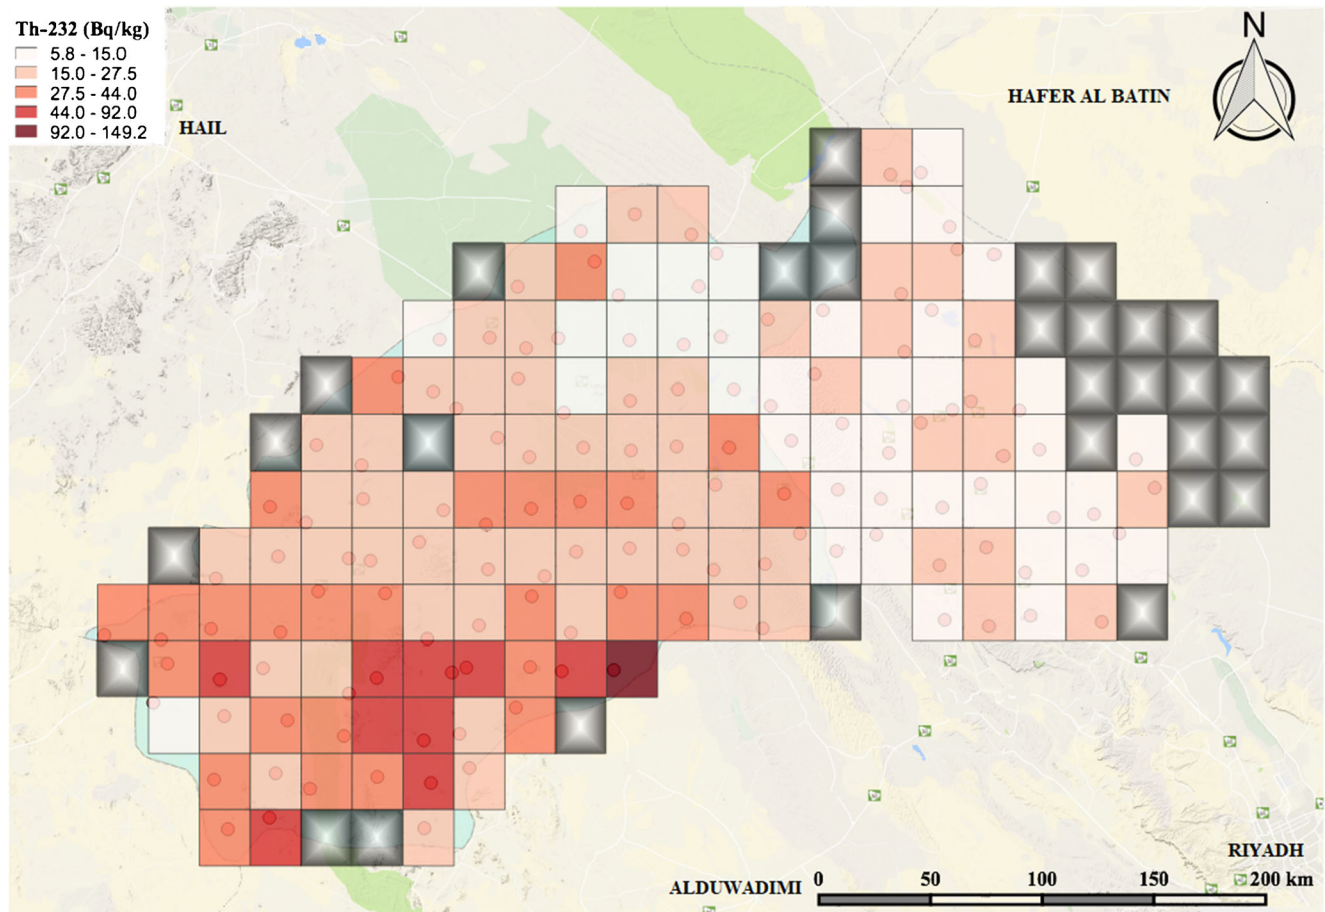 Th-232 (Bq/kg)
5.8 - 15.0
15.0 - 27.5
27.5 - 44.0
44.0 - 92.0
92.0 - 149.2
N
HAFER AL BATIN
HAIL
RIYADH
ALDUWADIMI
0 50 100 150 200 km